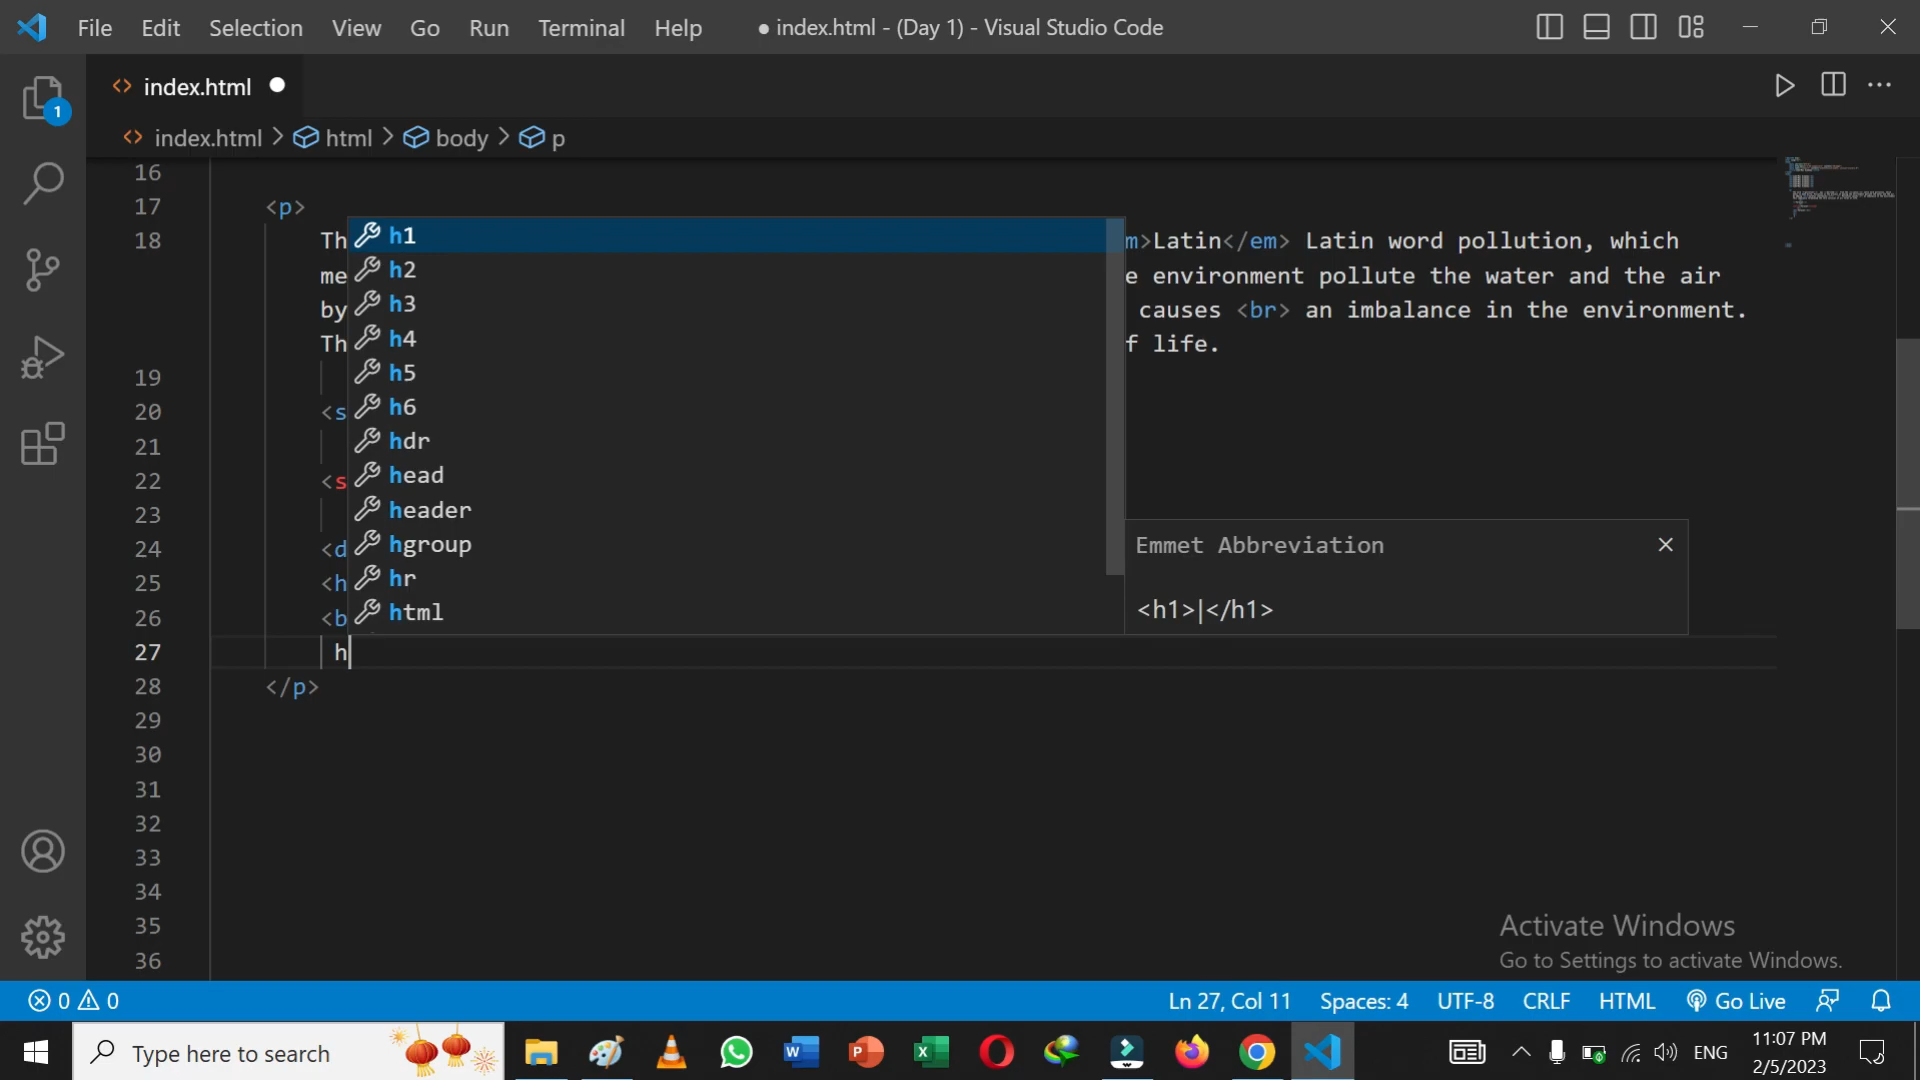 File Edit Selection View Go Run Terminal Help ● index.html - (Day 1) - Visual Studio Code
index.html
1
index.html > html > body > p
16
17 <p>
18 Th m>Latin</em> Latin word pollution, which
me e environment pollute the water and the air
by causes <br> an imbalance in the environment.
Th f life.
19
20 <s
21
22 <s
23
24 <d
25 <h
26 <b
27 h
28 </p>
29
30
31
32
33
34
35
36
h1
h2
h3
h4
h5
h6
hdr
head
header
hgroup
hr
html
Emmet Abbreviation
<h1>|</h1>
Activate Windows
Go to Settings to activate Windows.
0 0 Ln 27, Col 11 Spaces: 4 UTF-8 CRLF HTML Go Live
Type here to search
ENG
11:07 PM
2/5/2023